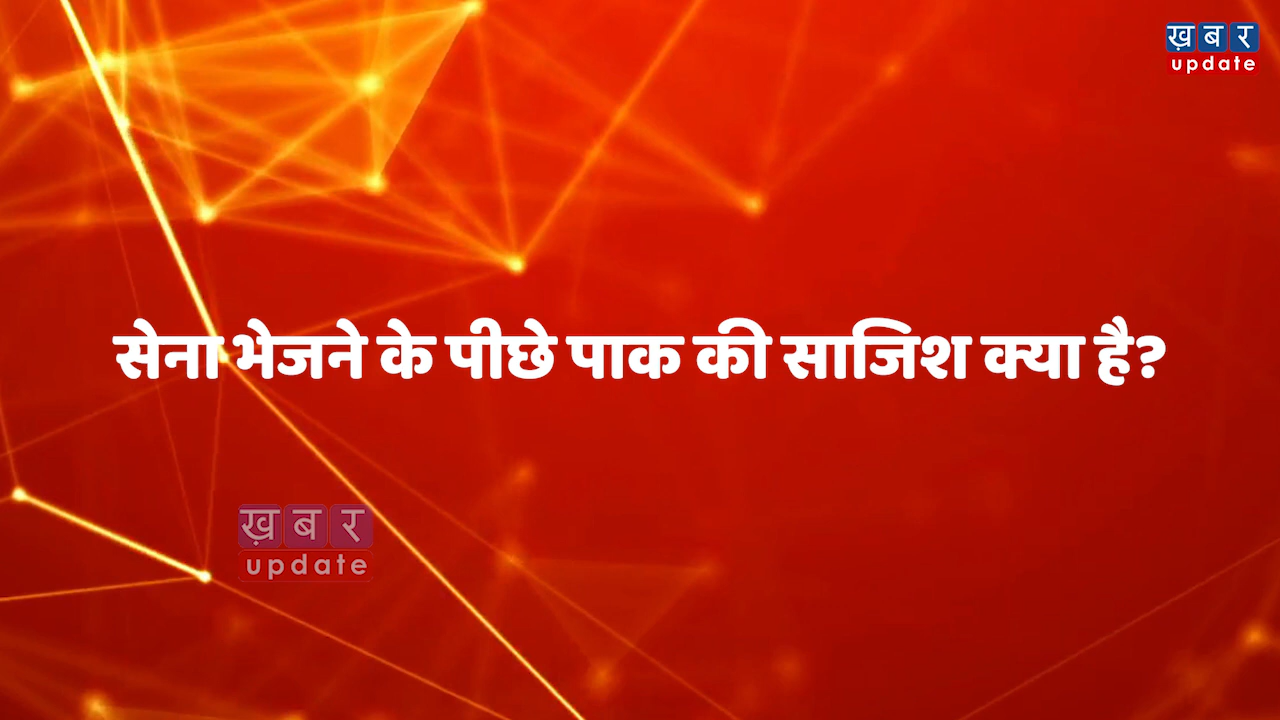 ख़बर
update
सेना भेजने के पीछे पाक की साजिश क्या है?
ख़बर
update